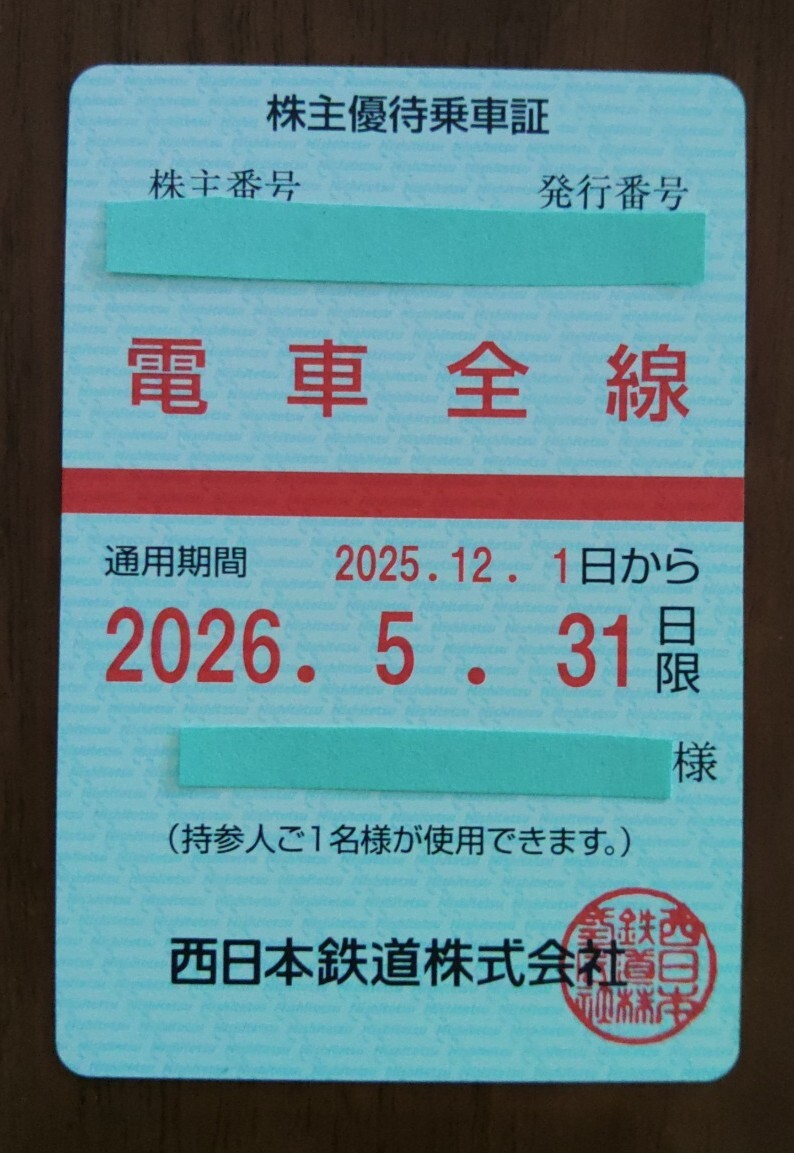 株主優待乗車証
株主番号 発行番号
電車全線
通用期間 2025.12. 1日から
2026. 5. 31日限
様
(持参人ご1名様が使用できます。)
西日本鉄道株式会社